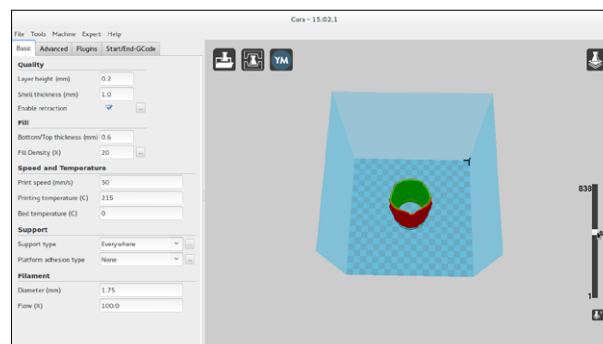 Cura - 15.02.1
File Tools Machine Expert Help
Basic Advanced Plugins Start/End-GCode
Quality
Layer height (mm) 0.2
Shell thickness (mm) 1.0
Enable retraction ...
Fill
Bottom/Top thickness (mm) 0.6
Fill Density (%) 20 ...
Speed and Temperature
Print speed (mm/s) 50
Printing temperature (C) 215
Bed temperature (C) 0
Support
Support type Everywhere ...
Platform adhesion type None ...
Filament
Diameter (mm) 1.75
Flow (%) 100.0
YM
838
1